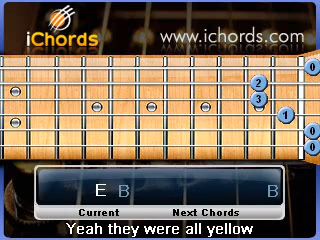 iChords
www.ichords.com
0
2
3
1
0
0
E B B
Current Next Chords
Yeah they were all yellow